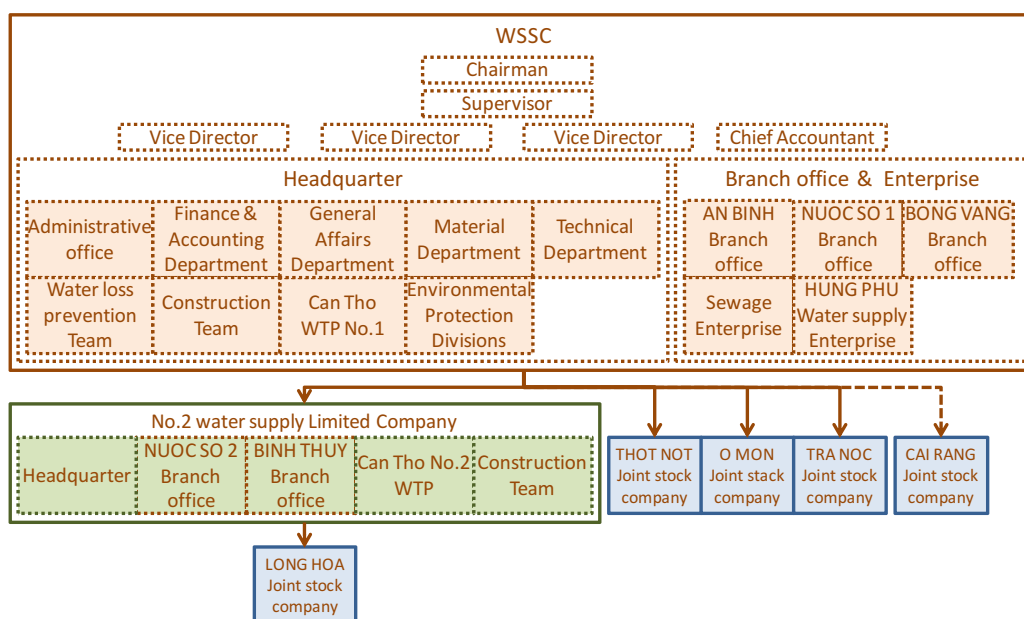 WSSC
Chairman
Supervisor
Vice Director
Vice Director
Vice Director
Chief Accountant
Headquarter
Administrative
office
Finance &
Accounting
Department
General
Affairs
Department
Material
Department
Technical
Department
Water loss
prevention
Team
Construction
Team
Can Tho
WTP No.1
Environmental
Protection
Divisions
Branch office & Enterprise
AN BINH
Branch
office
NUOC SO 1
Branch
office
BONG VANG
Branch
office
Sewage
Enterprise
HUNG PHU
Water supply
Enterprise
No.2 water supply Limited Company
Headquarter
NUOC SO 2
Branch
office
BINH THUY
Branch
office
Can Tho No.2
WTP
Construction
Team
THOT NOT
Joint stock
company
O MON
Joint stack
company
TRA NOC
Joint stock
company
CAI RANG
Joint stock
company
LONG HOA
Joint stock
company